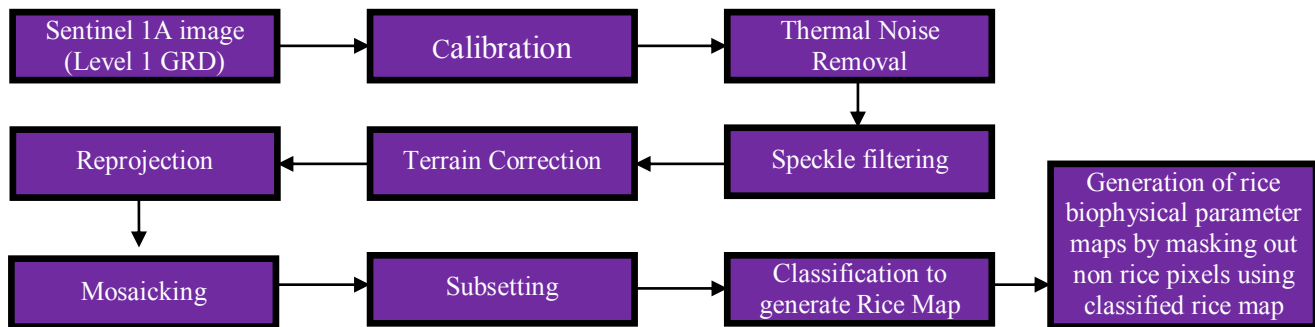 Sentinel 1A image
(Level 1 GRD)
Calibration
Thermal Noise
Removal
Speckle filtering
Terrain Correction
Reprojection
Mosaicking
Subsetting
Classification to
generate Rice Map
Generation of rice
biophysical parameter
maps by masking out
non rice pixels using
classified rice map